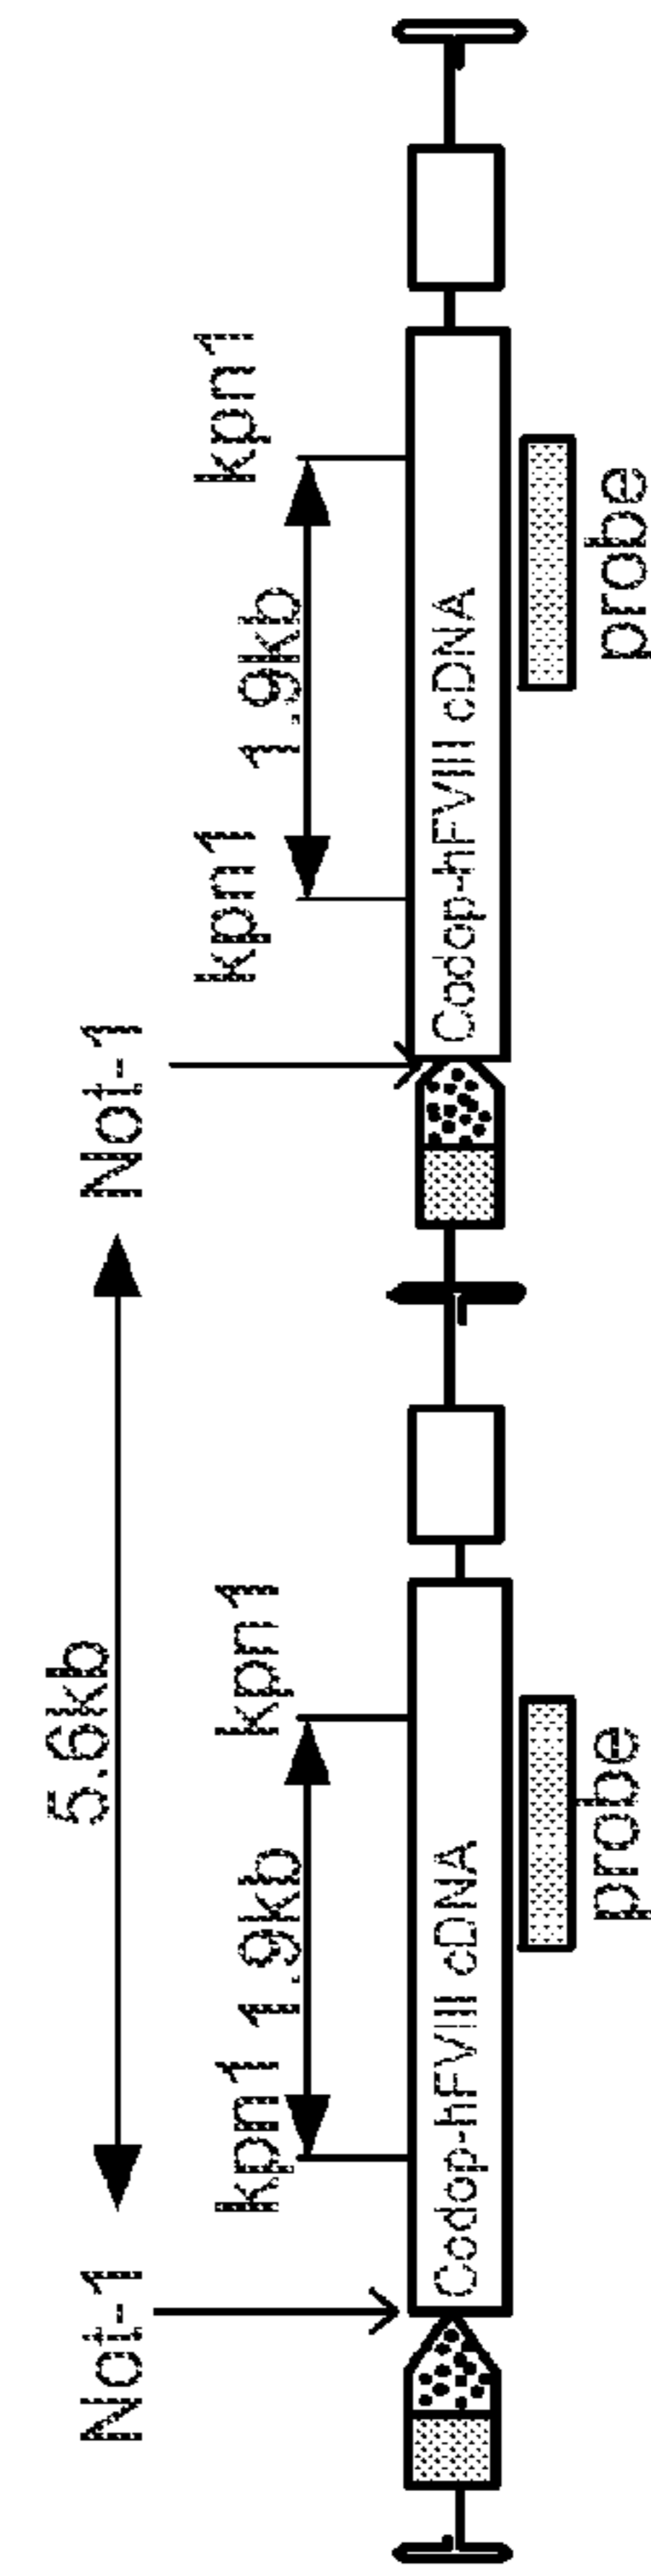 5.6kb
Not-1
Not-1
kpn1
1.9kb
kpn1
kpn1
1.9kb
kpn1
Codop-hFVIII cDNA
Codop-hFVIII cDNA
probe
probe